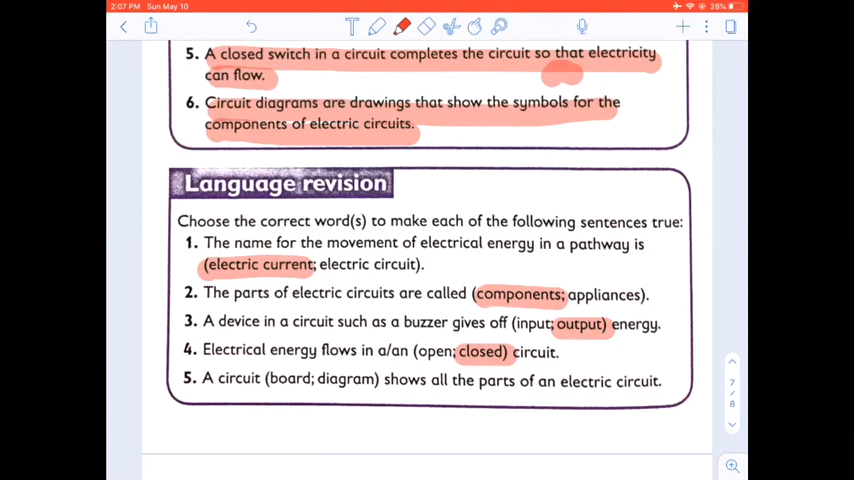 2:07 PM Sun May 10
28%
5. A closed switch in a circuit completes the circuit so that electricity
can flow.
6. Circuit diagrams are drawings that show the symbols for the
components of electric circuits.
Language revision
Choose the correct word(s) to make each of the following sentences true:
1. The name for the movement of electrical energy in a pathway is
(electric current; electric circuit).
2. The parts of electric circuits are called (components; appliances).
3. A device in a circuit such as a buzzer gives off (input; output) energy.
4. Electrical energy flows in a/an (open; closed) circuit.
5. A circuit (board; diagram) shows all the parts of an electric circuit.
7
/
8